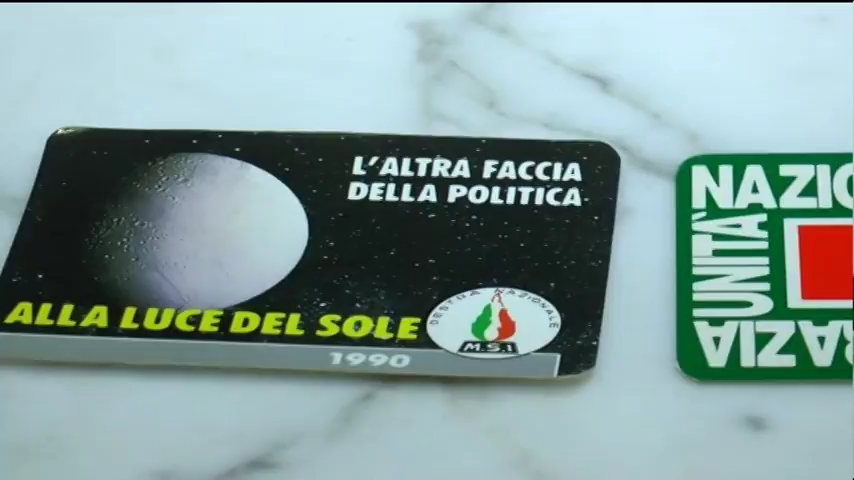 L'ALTRA FACCIA
DELLA POLITICA
ALLA LUCE DEL SOLE
DESTRA NAZIONALE
M.S.I
1990
NAZIO
UNITÀ
RAZIA